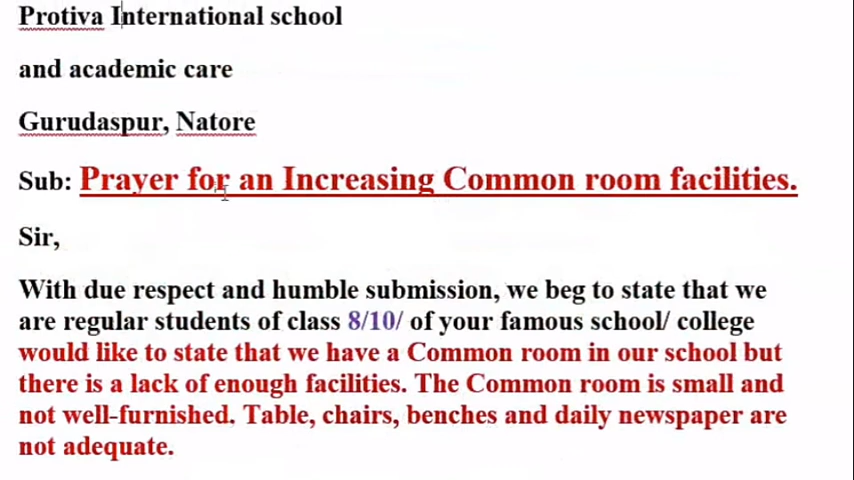 Protiva International school
and academic care
Gurudaspur, Natore
Sub: Prayer for an Increasing Common room facilities.
Sir,
With due respect and humble submission, we beg to state that we
are regular students of class 8/10/ of your famous school/ college
would like to state that we have a Common room in our school but
there is a lack of enough facilities. The Common room is small and
not well-furnished. Table, chairs, benches and daily newspaper are
not adequate.